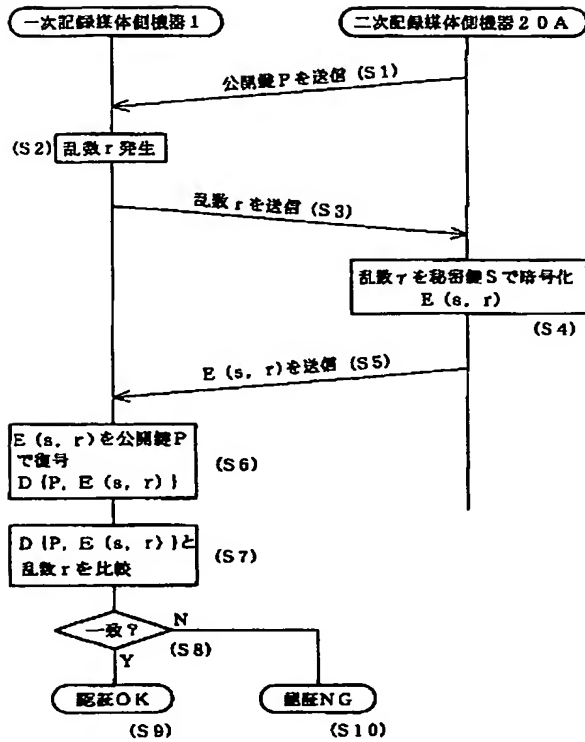 一次記録媒体側機器1
二次記録媒体側機器20A
公開鍵Pを送信 (S1)
(S2) 乱数r発生
乱数rを送信 (S3)
乱数rを秘密鍵Sで暗号化
E (s, r)
(S4)
E (s, r)を送信 (S5)
E (s, r)を公開鍵P
で復号
D {P, E (s, r) }
(S6)
D {P, E (s, r) }と
乱数rを比較
(S7)
一致?
N
(S8)
Y
認証OK
認証NG
(S9)
(S10)